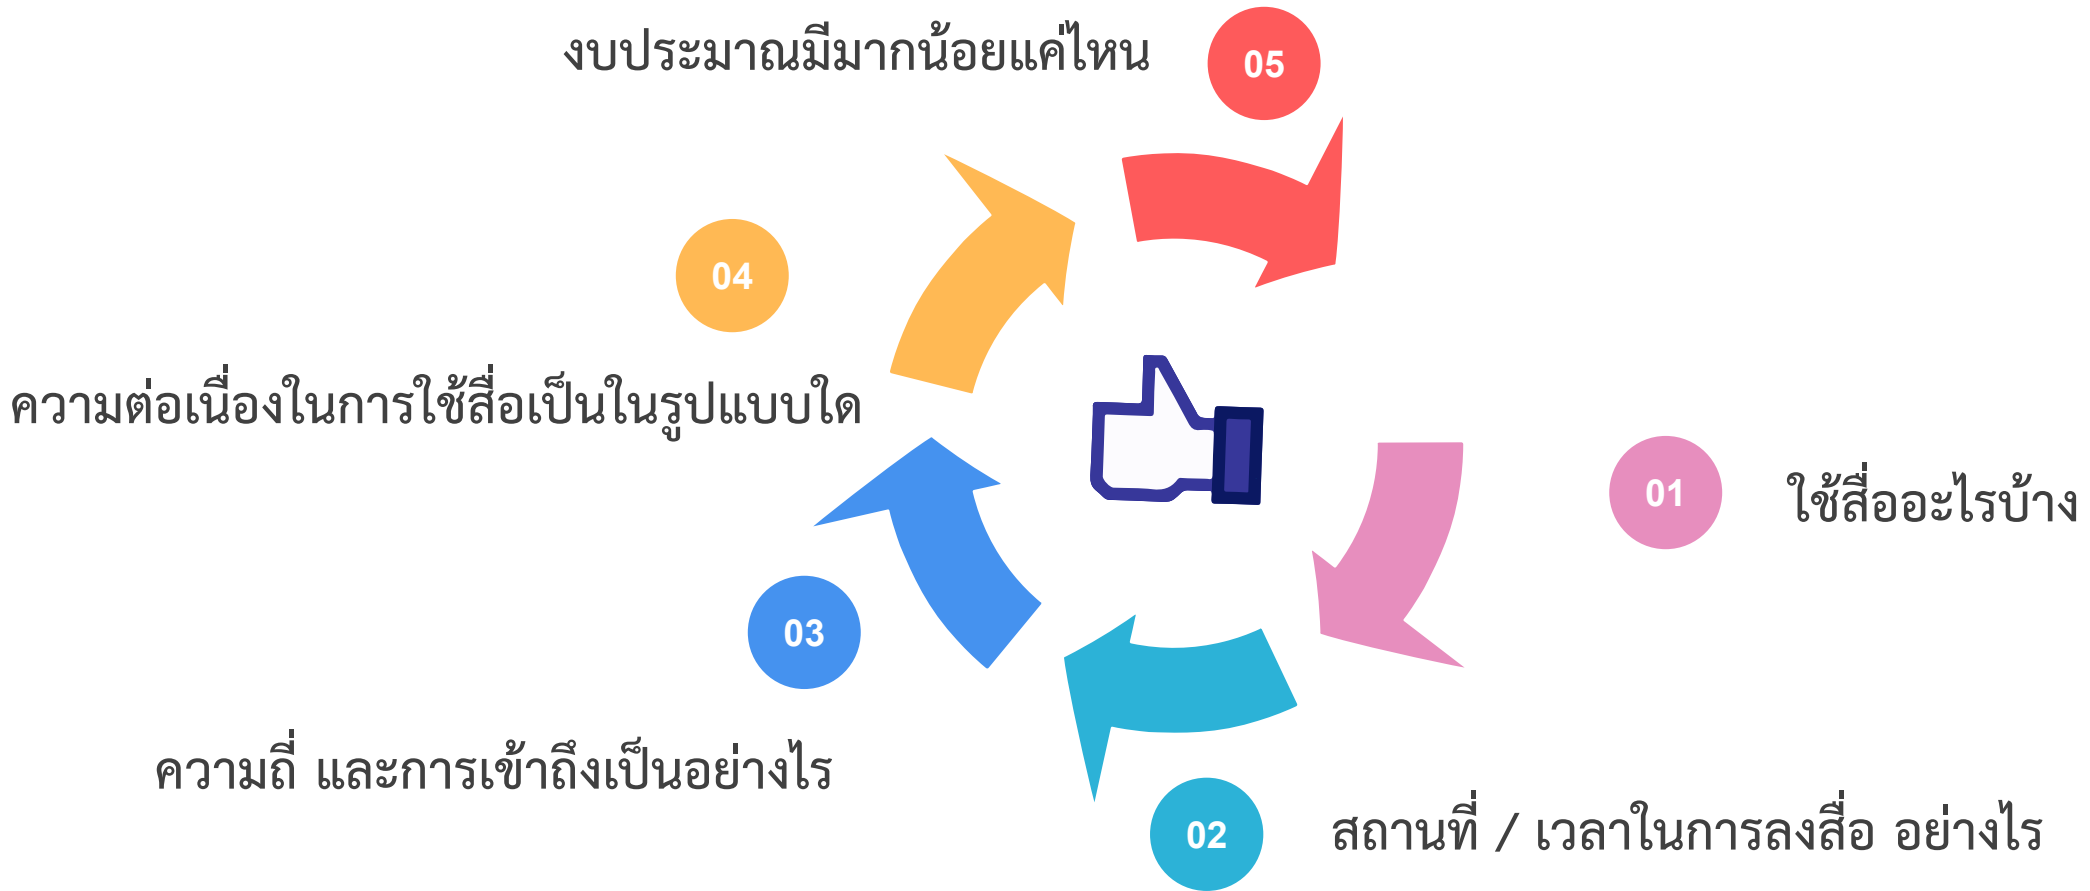 งบประมาณมีมากน้อยแค่ไหน
05
04
ความต่อเนื่องในการใช้สื่อเป็นในรูปแบบใด
01
ใช้สื่ออะไรบ้าง
03
ความถี่ และการเข้าถึงเป็นอย่างไร
02
สถานที่ / เวลาในการลงสื่อ อย่างไร